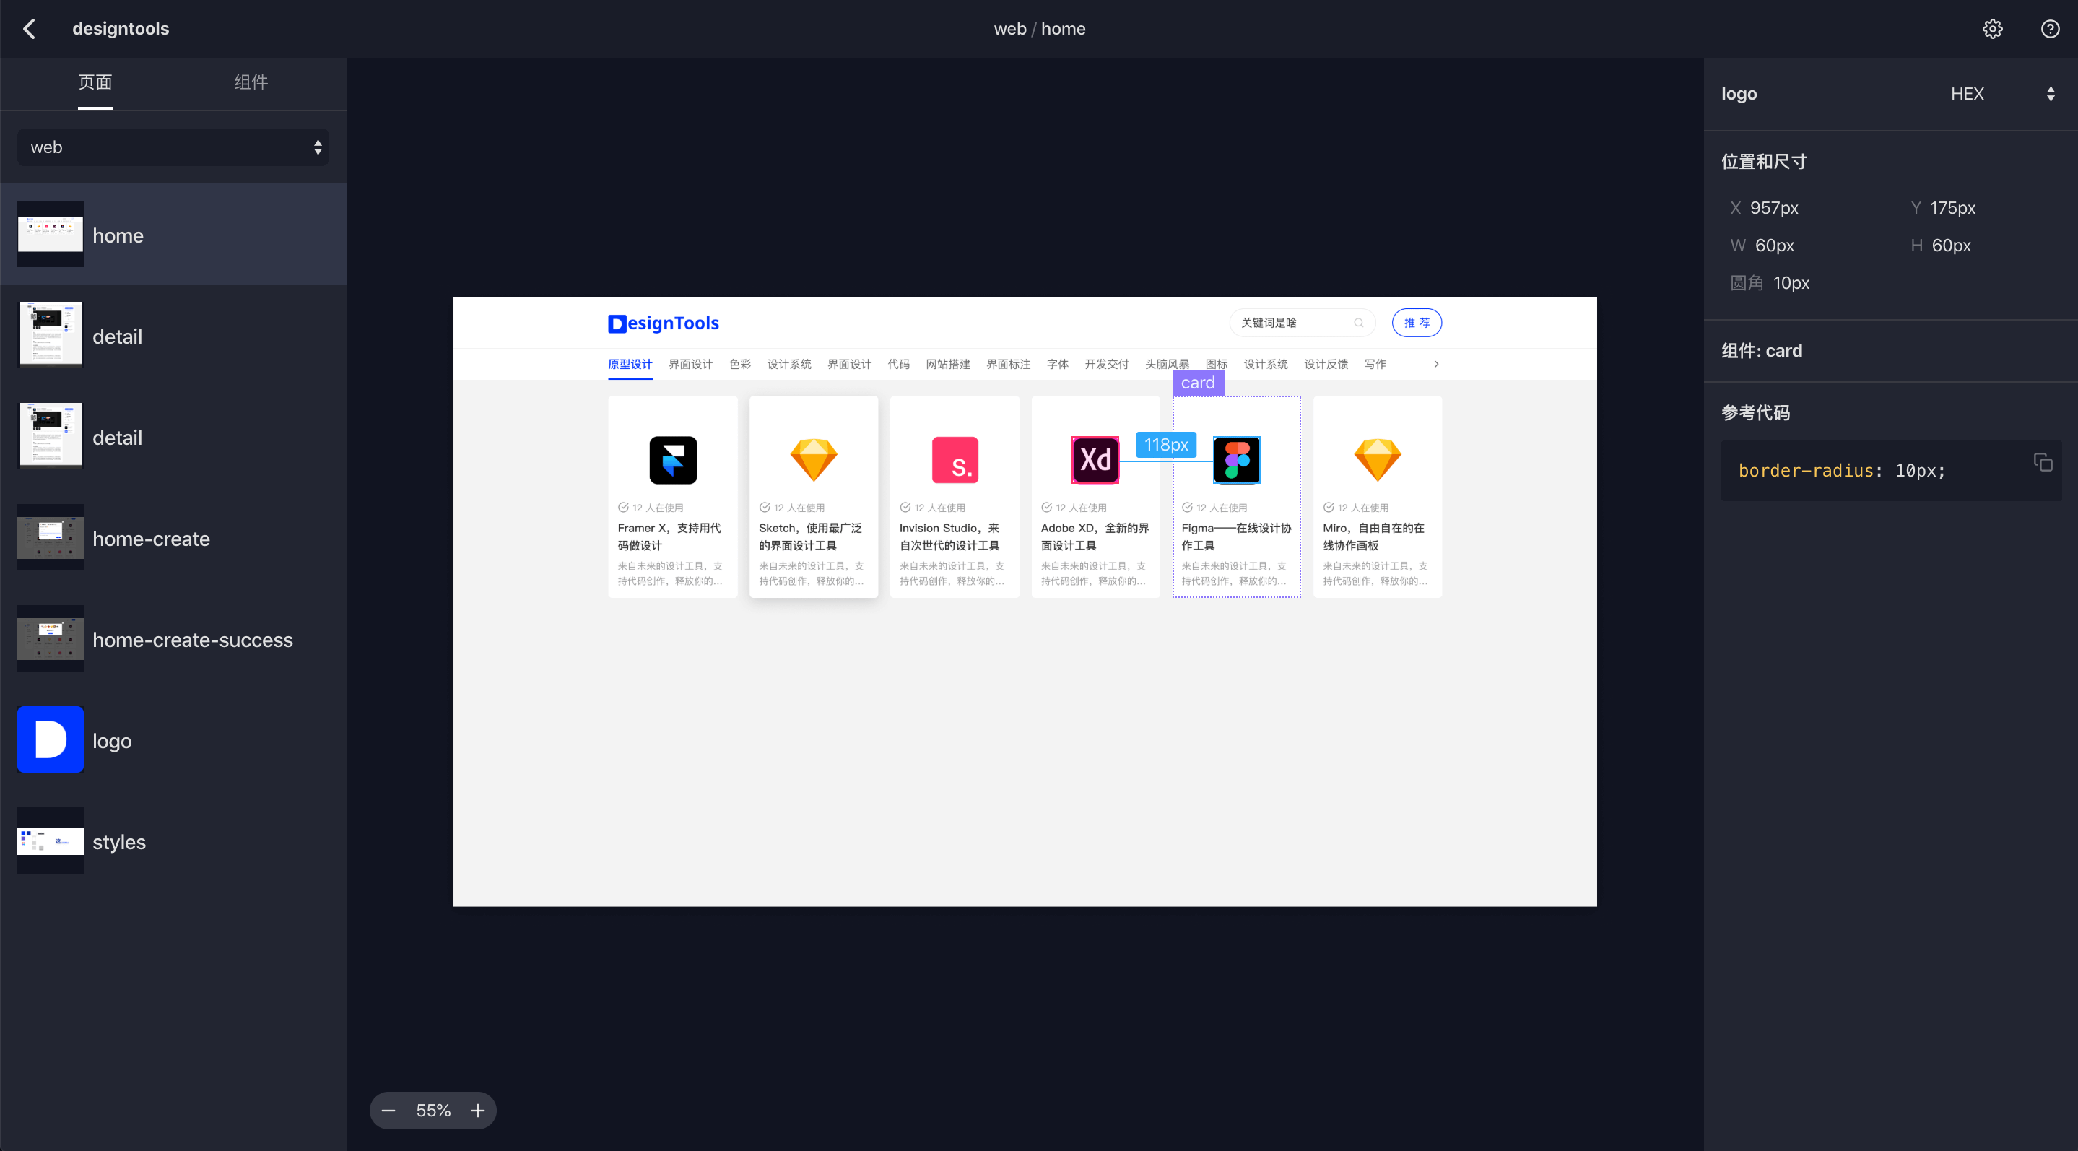 designtools
web / home
页面
组件
web
home
detail
detail
home-create
home-create-success
logo
styles
DesignTools
关键词是啥
推 荐
原型设计 界面设计 色彩 设计系统 界面设计 代码 网站搭建 界面标注 字体 开发交付 头脑风暴 图标 设计系统 设计反馈 写作
card
118px
Xd
S.
12 人在使用
Framer X，支持用代
码做设计
来自未来的设计工具，支
持代码创作，释放你的...
12 人在使用
Sketch，使用最广泛
的界面设计工具
来自未来的设计工具，支
持代码创作，释放你的...
12 人在使用
Invision Studio，来
自次世代的设计工具
来自未来的设计工具，支
持代码创作，释放你的...
12 人在使用
Adobe XD，全新的界
面设计工具
来自未来的设计工具，支
持代码创作，释放你的...
12 人在使用
Figma——在线设计协
作工具
来自未来的设计工具，支
持代码创作，释放你的...
12 人在使用
Miro，自由自在的在
线协作画板
来自未来的设计工具，支
持代码创作，释放你的...
55%
logo
HEX
位置和尺寸
X 957px
Y 175px
W 60px
H 60px
圆角 10px
组件: card
参考代码
border-radius: 10px;